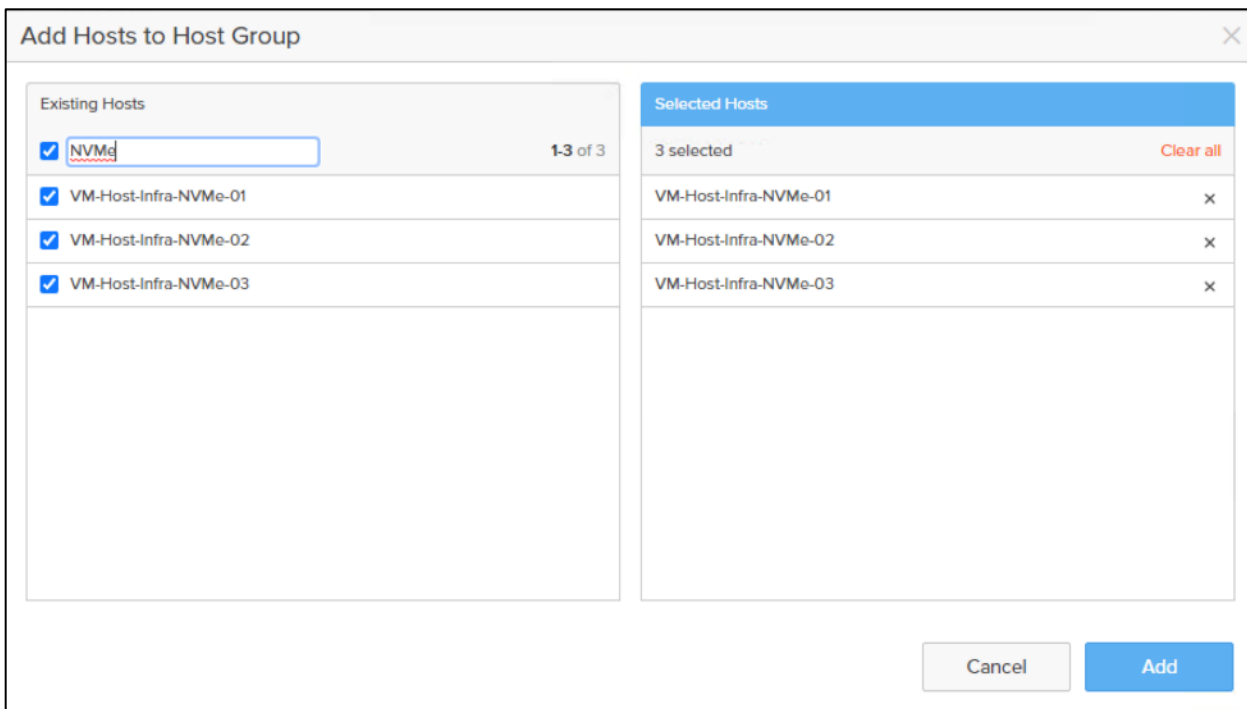 Add Hosts to Host Group
Existing Hosts
NVMe
1-3 of 3
VM-Host-Infra-NVMe-01
VM-Host-Infra-NVMe-02
VM-Host-Infra-NVMe-03
Selected Hosts
3 selected
Clear all
VM-Host-Infra-NVMe-01
VM-Host-Infra-NVMe-02
VM-Host-Infra-NVMe-03
Cancel
Add